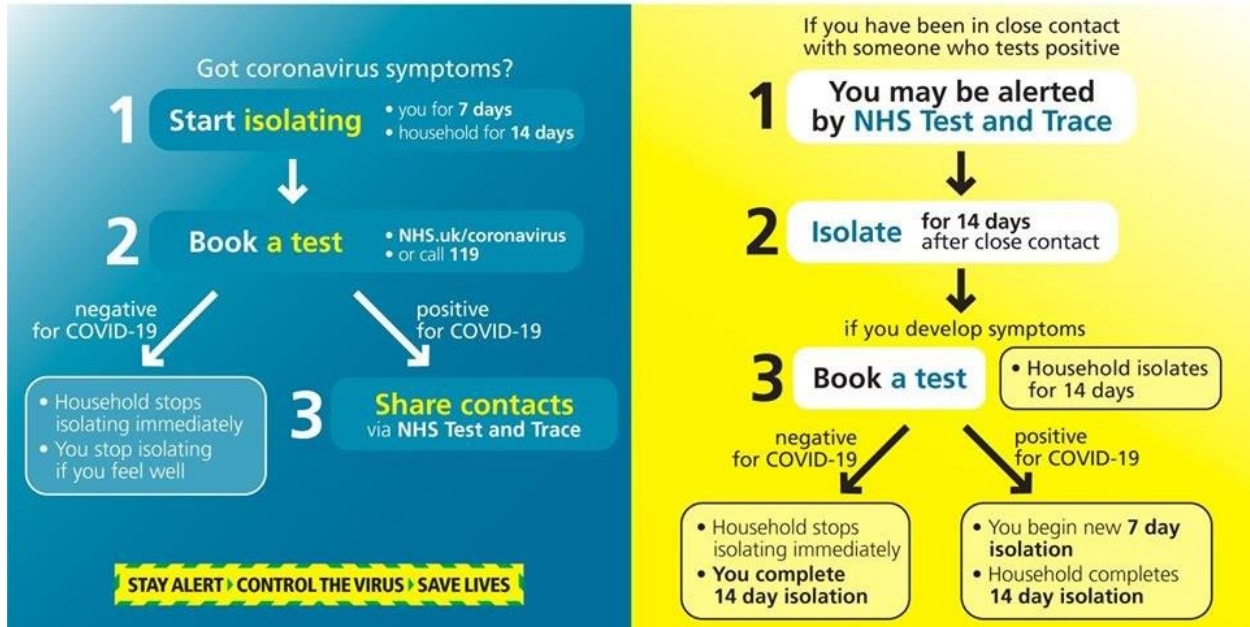 Got coronavirus symptoms?
1
Start isolating
• you for 7 days
• household for 14 days
2
Book a test
• NHS.uk/coronavirus
• or call 119
negative
for COVID-19
positive
for COVID-19
• Household stops
isolating immediately
• You stop isolating
if you feel well
3
Share contacts
via NHS Test and Trace
STAY ALERT CONTROL THE VIRUS SAVE LIVES
If you have been in close contact
with someone who tests positive
1
You may be alerted
by NHS Test and Trace
2
Isolate
for 14 days
after close contact
if you develop symptoms
3
Book a test
• Household isolates
for 14 days
negative
for COVID-19
positive
for COVID-19
• Household stops
isolating immediately
• You complete
14 day isolation
• You begin new 7 day
isolation
• Household completes
14 day isolation